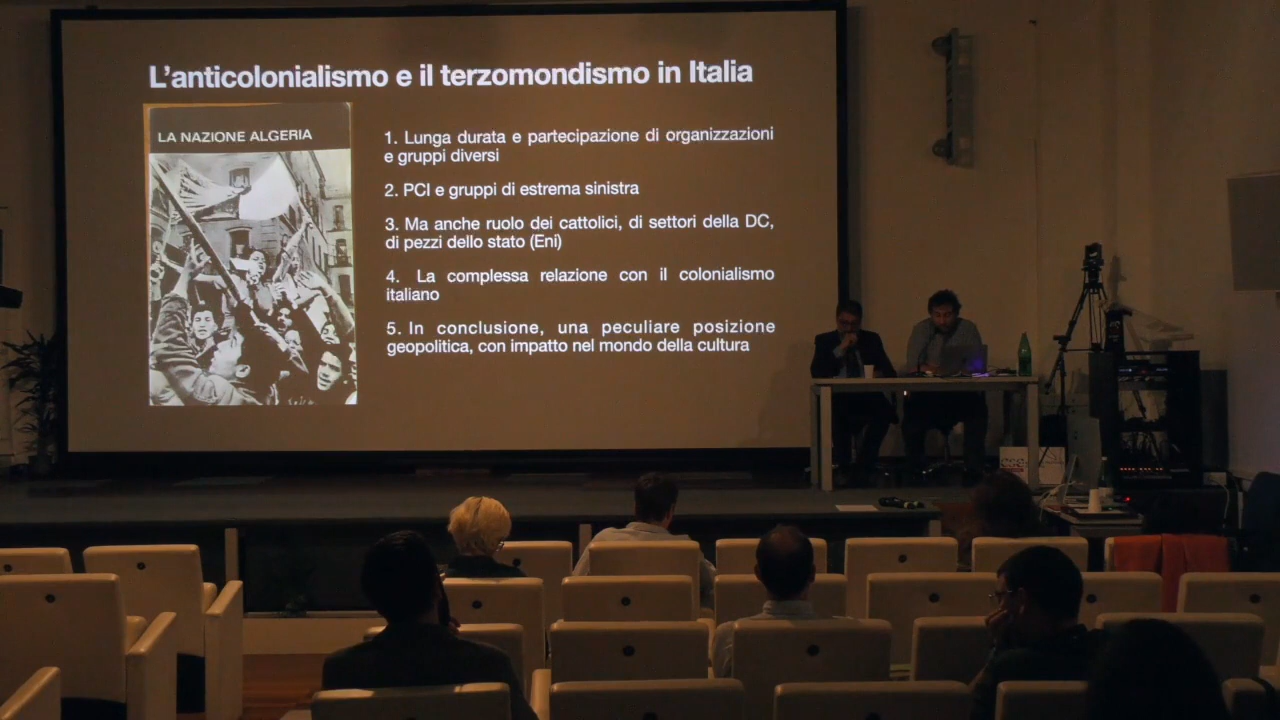 L'anticolonialismo e il terzomondismo in Italia
LA NAZIONE ALGERIA
1. Lunga durata e partecipazione di organizzazioni
e gruppi diversi
2. PCI e gruppi di estrema sinistra
3. Ma anche ruolo dei cattolici, di settori della DC,
di pezzi dello stato (Eni)
4. La complessa relazione con il colonialismo
italiano
5. In conclusione, una peculiare posizione
geopolitica, con impatto nel mondo della cultura